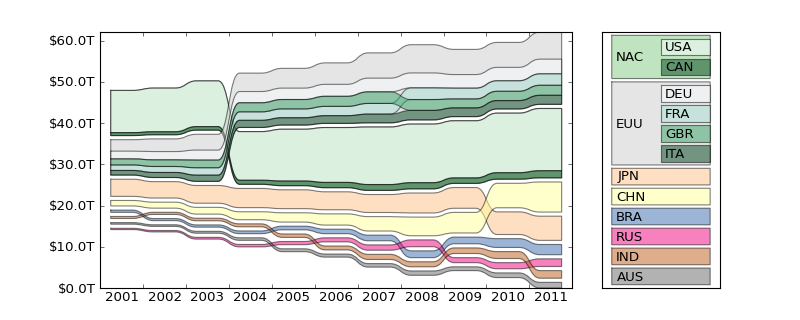 $60.0T
$50.0T
$40.0T
$30.0T
$20.0T
$10.0T
$0.0T
2001 2002 2003 2004 2005 2006 2007 2008 2009 2010 2011
NAC
USA
CAN
EUU
DEU
FRA
GBR
ITA
JPN
CHN
BRA
RUS
IND
AUS